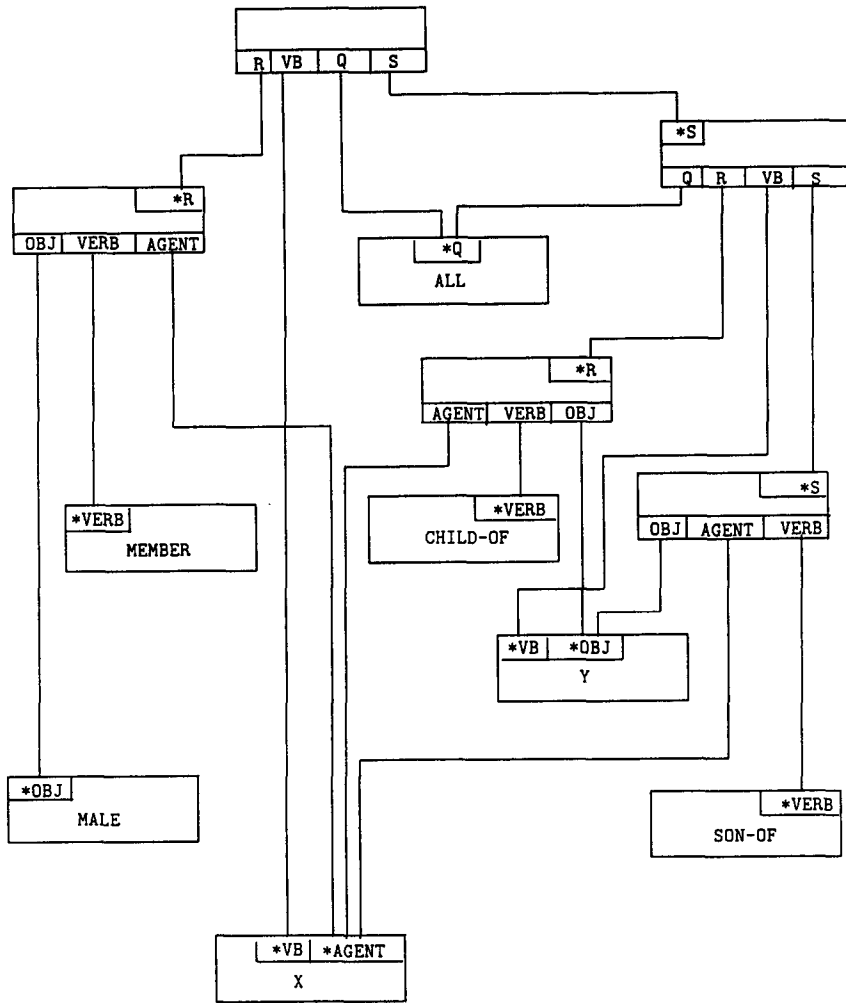 R VB Q S
*S
Q R VB S
*R
OBJ VERB AGENT
*Q
ALL
*R
AGENT VERB OBJ
*S
OBJ AGENT VERB
*VERB
MEMBER
*VERB
CHILD-OF
*VB *OBJ
Y
*OBJ
MALE
*VERB
SON-OF
*VB *AGENT
X